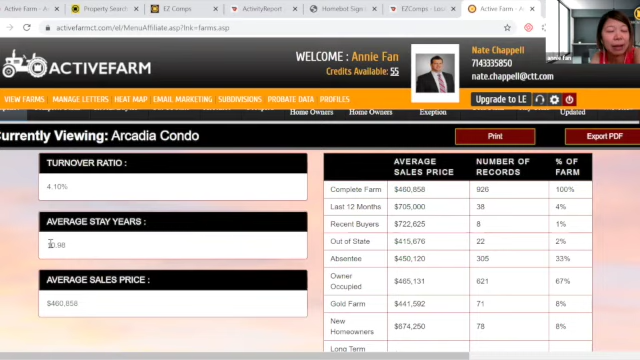 Active Farm
Property Search
EZ Comps
ActivityReport
Homebot Sign
EZComps - Lau
Active Farm - An
activefarmct.com/el/MenuAffiliate.asp?lnk=farms.asp
annie Fan
ACTIVEFARM
WELCOME : Annie Fan
Credits Available: 55
Nate Chappell
7143335850
nate.chappell@ctt.com
VIEW FARMS MANAGE LETTERS HEAT MAP EMAIL MARKETING SUBDIVISIONS PROBATE DATA PROFILES
Upgrade to LE
Home Owners Home Owners Exeption Updated
Currently Viewing: Arcadia Condo
Print
Export PDF
TURNOVER RATIO :
4.10%
AVERAGE STAY YEARS :
10.98
AVERAGE SALES PRICE :
$460,858
AVERAGE SALES PRICE NUMBER OF RECORDS % OF FARM
Complete Farm $460,858 926 100%
Last 12 Months $705,000 38 4%
Recent Buyers $722,625 8 1%
Out of State $415,676 22 2%
Absentee $450,120 305 33%
Owner Occupied $465,131 621 67%
Gold Farm $441,592 71 8%
New Homeowners $874,250 78 8%
Long Term